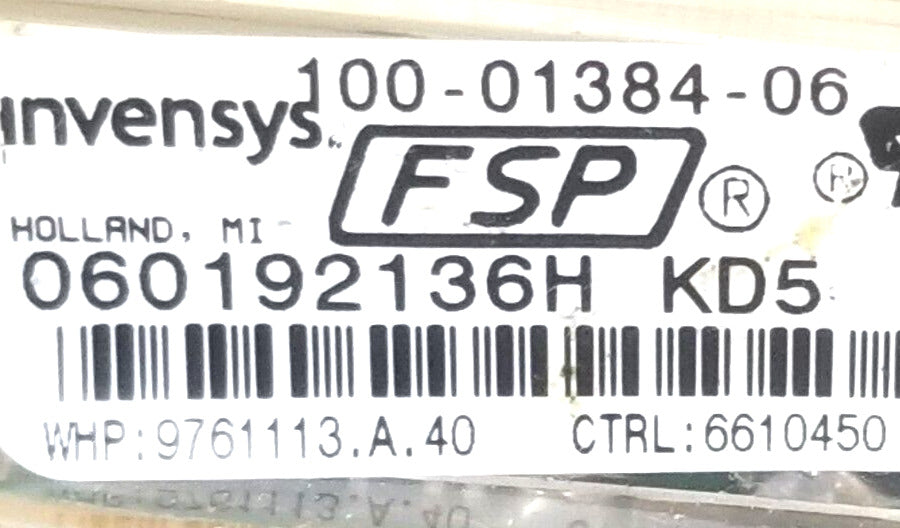 invensys 100-01384-06
FSP ® ®
HOLLAND, MI
060192136H KD5
WHP:9761113.A.40 CTRL:6610450